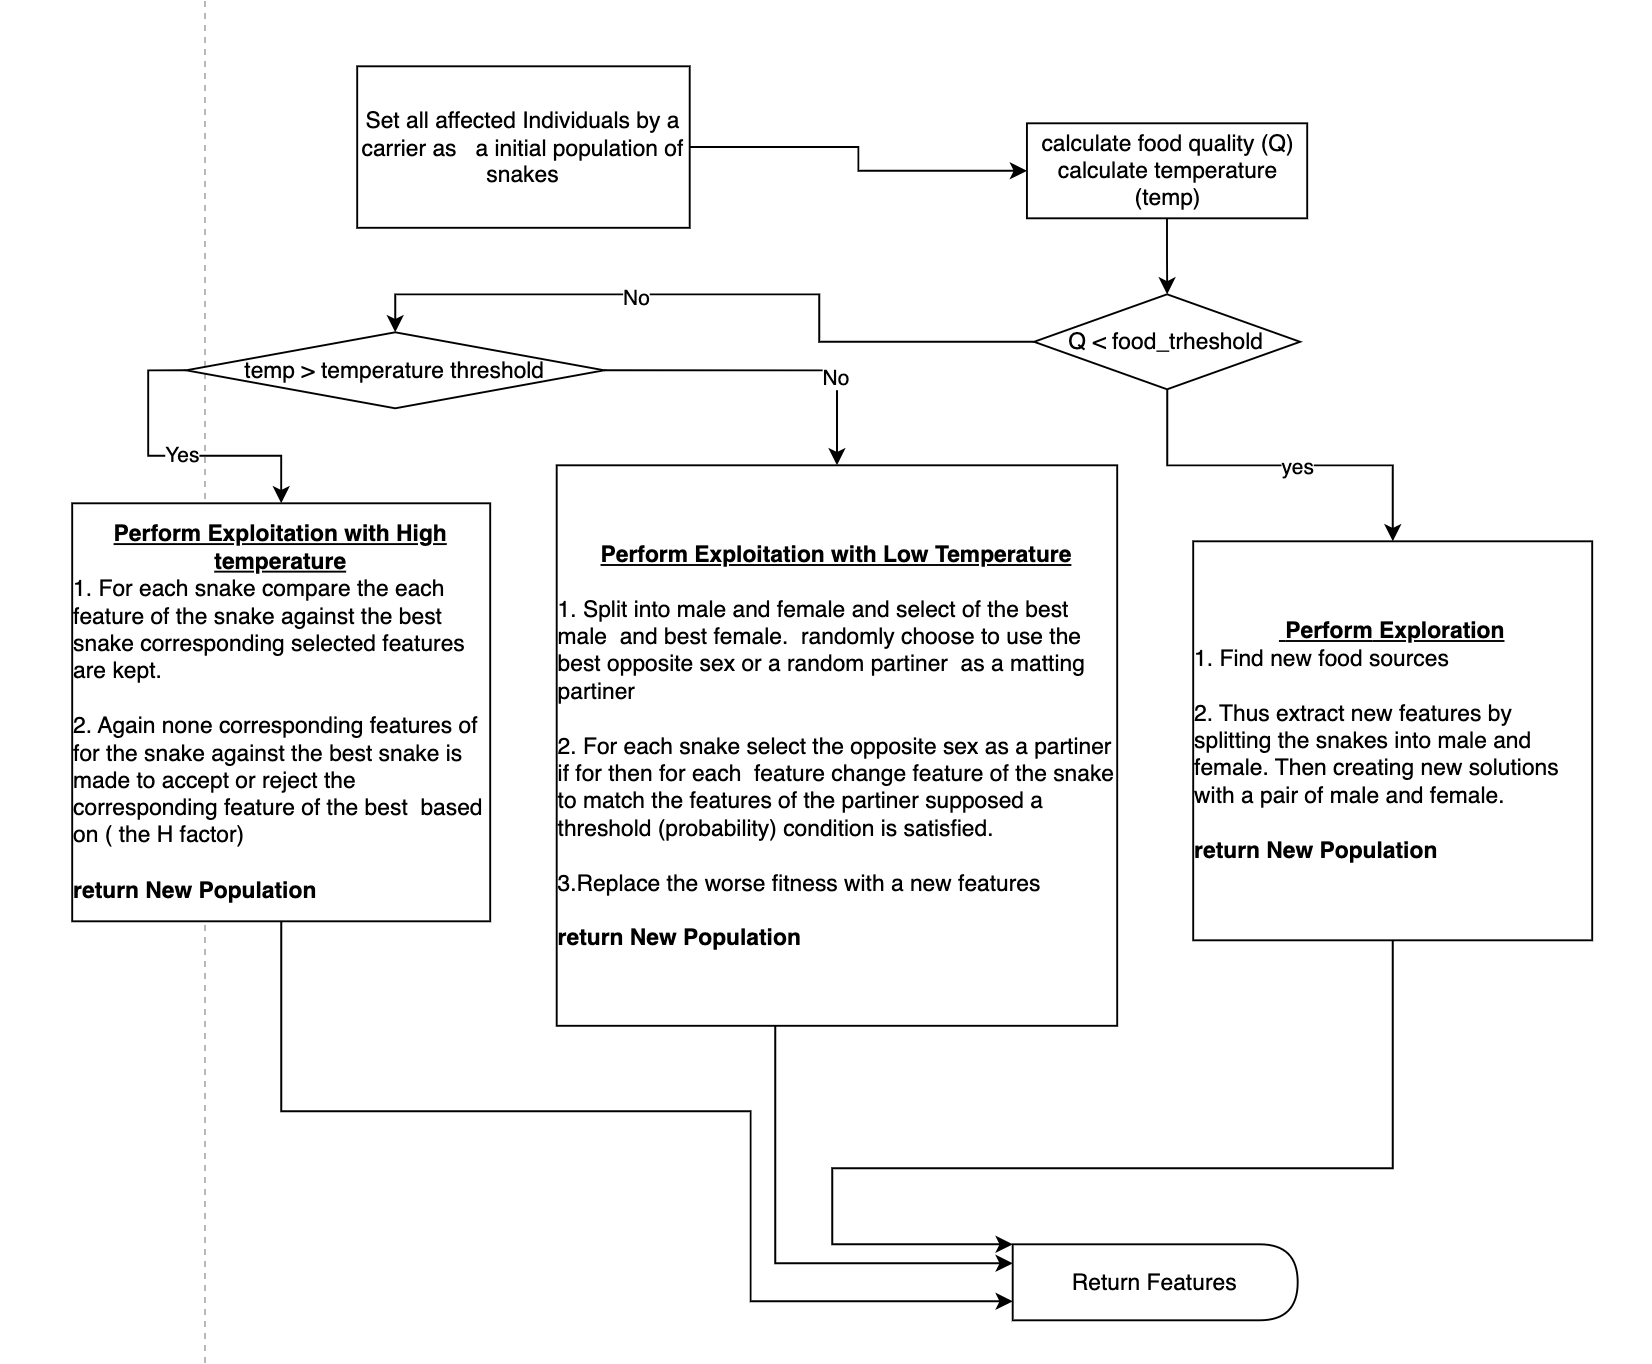 Set all affected Individuals by a
carrier as a initial population of
snakes
calculate food quality (Q)
calculate temperature
(temp)
No
Q < food_trheshold
temp > temperature threshold
No
Yes
yes
Perform Exploitation with High
temperature
1. For each snake compare the each
feature of the snake against the best
snake corresponding selected features
are kept.
2. Again none corresponding features of
for the snake against the best snake is
made to accept or reject the
corresponding feature of the best based
on ( the H factor)
return New Population
Perform Exploitation with Low Temperature
1. Split into male and female and select of the best
male and best female. randomly choose to use the
best opposite sex or a random partiner as a matting
partiner
2. For each snake select the opposite sex as a partiner
if for then for each feature change feature of the snake
to match the features of the partiner supposed a
threshold (probability) condition is satisfied.
3.Replace the worse fitness with a new features
return New Population
Perform Exploration
1. Find new food sources
2. Thus extract new features by
splitting the snakes into male and
female. Then creating new solutions
with a pair of male and female.
return New Population
Return Features